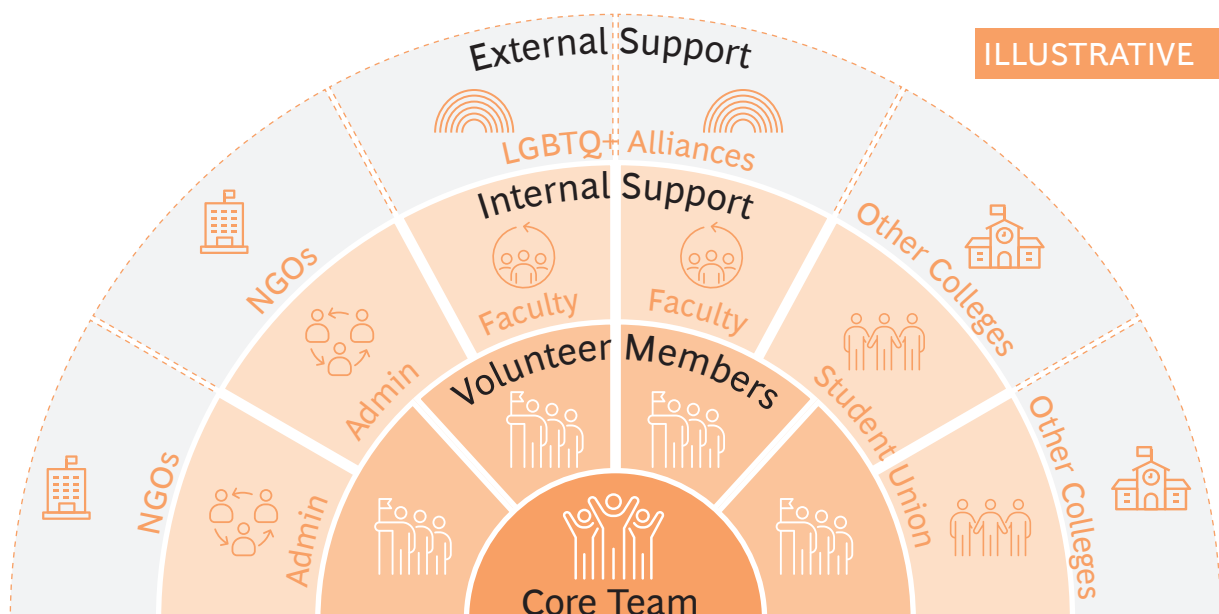 External Support
ILLUSTRATIVE
LGBTQ+ Alliances
Internal Support
Other Colleges
NGOs
Faculty
Faculty
Volunteer Members
Admin
Student Union
Other Colleges
NGOs
Admin
Core Team